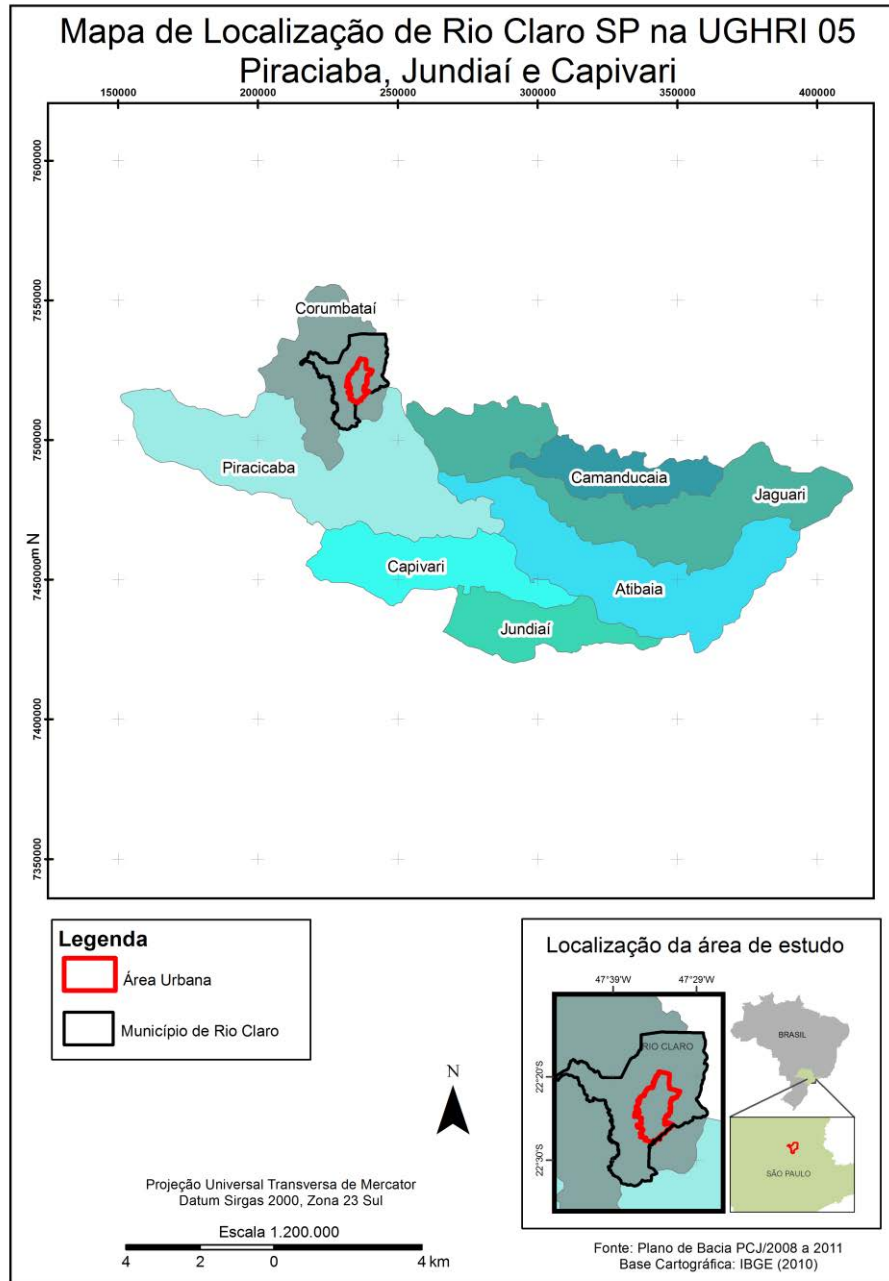 Mapa de Localização de Rio Claro SP na UGHRI 05
Piraciaba, Jundiaí e Capivari
150000 200000 250000 300000 350000 400000
7600000
7550000
7500000
7450000
m N
7400000
7350000
Corumbataí
Piracicaba
Camanducaia
Jaguari
Capivari
Atibaia
Jundiaí
Legenda
Área Urbana
Município de Rio Claro
N
Projeção Universal Transversa de Mercator
Datum Sirgas 2000, Zona 23 Sul
Escala 1.200.000
4 2 0 4 km
Localização da área de estudo
47°39'W 47°29'W
22°20'S
22°30'S
RIO CLARO
BRASIL
SÃO PAULO
Fonte: Plano de Bacia PCJ/2008 a 2011
Base Cartográfica: IBGE (2010)